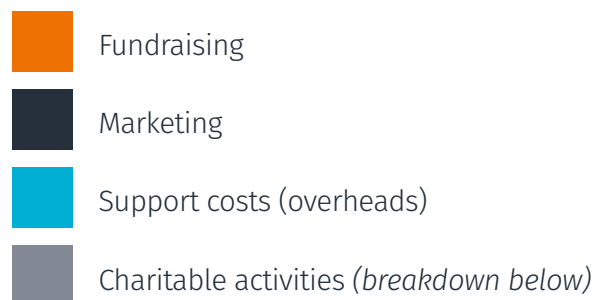 Fundraising
Marketing
Support costs (overheads)
Charitable activities (breakdown below)